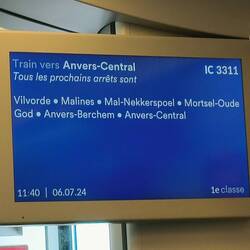 Train vers Anvers-Central IC 3311
Tous les prochains arrêts sont
Vilvorde • Malines • Mal-Nekkerspoel • Mortsel-Oude
God • Anvers-Berchem • Anvers-Central
11:40 | 06.07.24 1e classe